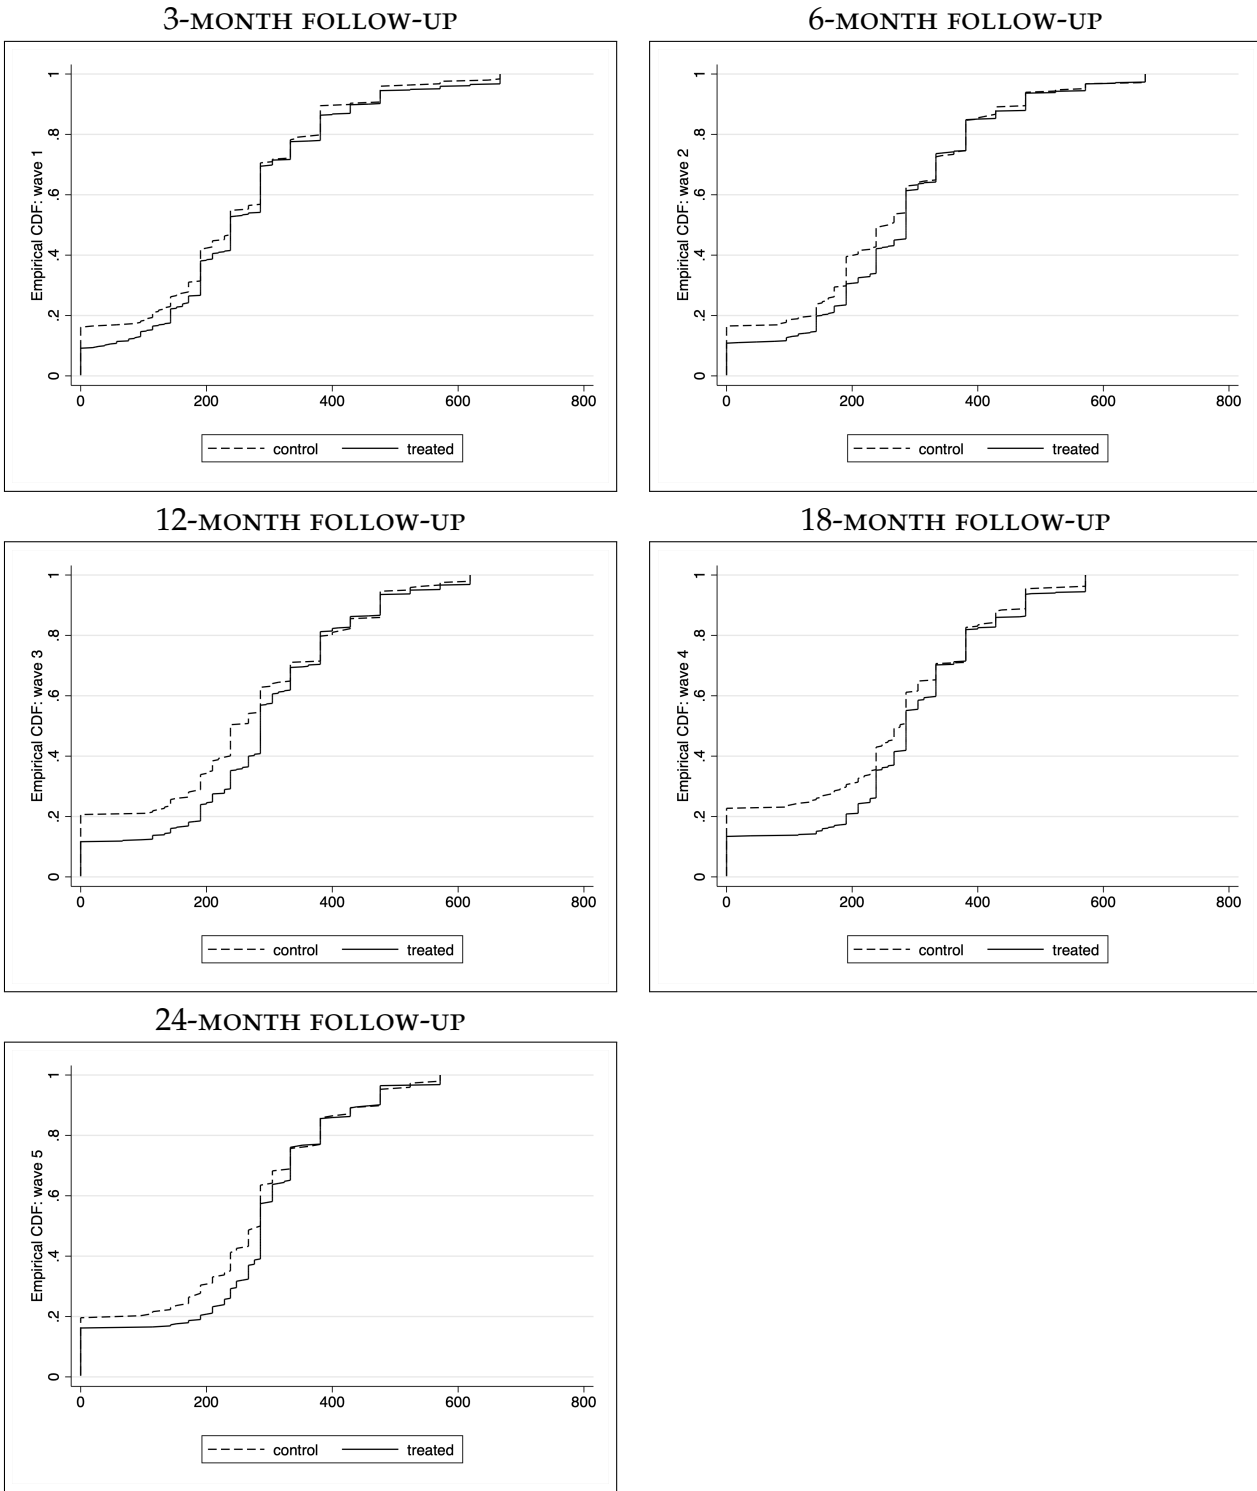 3-MONTH FOLLOW-UP
Empirical CDF: wave 1
0 .2 .4 .6 .8 1
0 200 400 600 800
control treated
6-MONTH FOLLOW-UP
Empirical CDF: wave 2
0 .2 .4 .6 .8 1
0 200 400 600 800
control treated
12-MONTH FOLLOW-UP
Empirical CDF: wave 3
0 .2 .4 .6 .8 1
0 200 400 600 800
control treated
18-MONTH FOLLOW-UP
Empirical CDF: wave 4
0 .2 .4 .6 .8 1
0 200 400 600 800
control treated
24-MONTH FOLLOW-UP
Empirical CDF: wave 5
0 .2 .4 .6 .8 1
0 200 400 600 800
control treated